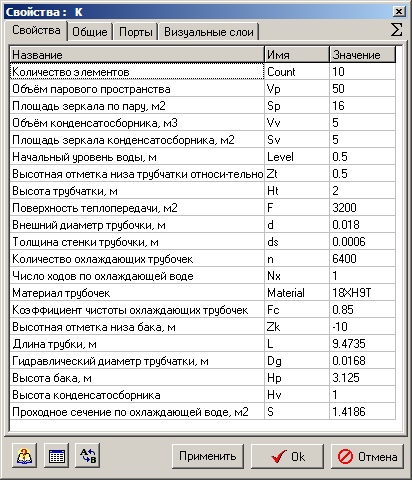 Свойства : K
Свойства Общие Порты Визуальные слои Σ
Название Имя Значение
Количество элементов Count 10
Объём парового пространства Vp 50
Площадь зеркала по пару, м2 Sp 16
Объём конденсатосборника, м3 Vv 5
Площадь зеркала конденсатосборника, м2 Sv 5
Начальный уровень воды, м Level 0.5
Высотная отметка низа трубчатки относи-тельно Zt 0.5
Высота трубчатки, м Ht 2
Поверхность теплопередачи, м2 F 3200
Внешний диаметр трубочки, м d 0.018
Толщина стенки трубочки, м ds 0.0006
Количество охлаждающих трубочек n 6400
Число ходов по охлаждающей воде Nx 1
Материал трубочек Material 18ХН9Т
Коэффициент чистоты охлаждающих трубочек Fc 0.85
Высотная отметка низа бака, м Zk -10
Длина трубки, м L 9.4735
Гидравлический диаметр трубчатки, м Dg 0.0168
Высота бака, м Hp 3.125
Высота конденсатосборника Hv 1
Проходное сечение по охлаждающей воде, м2 S 1.4186
? A B Применить Ok Отмена